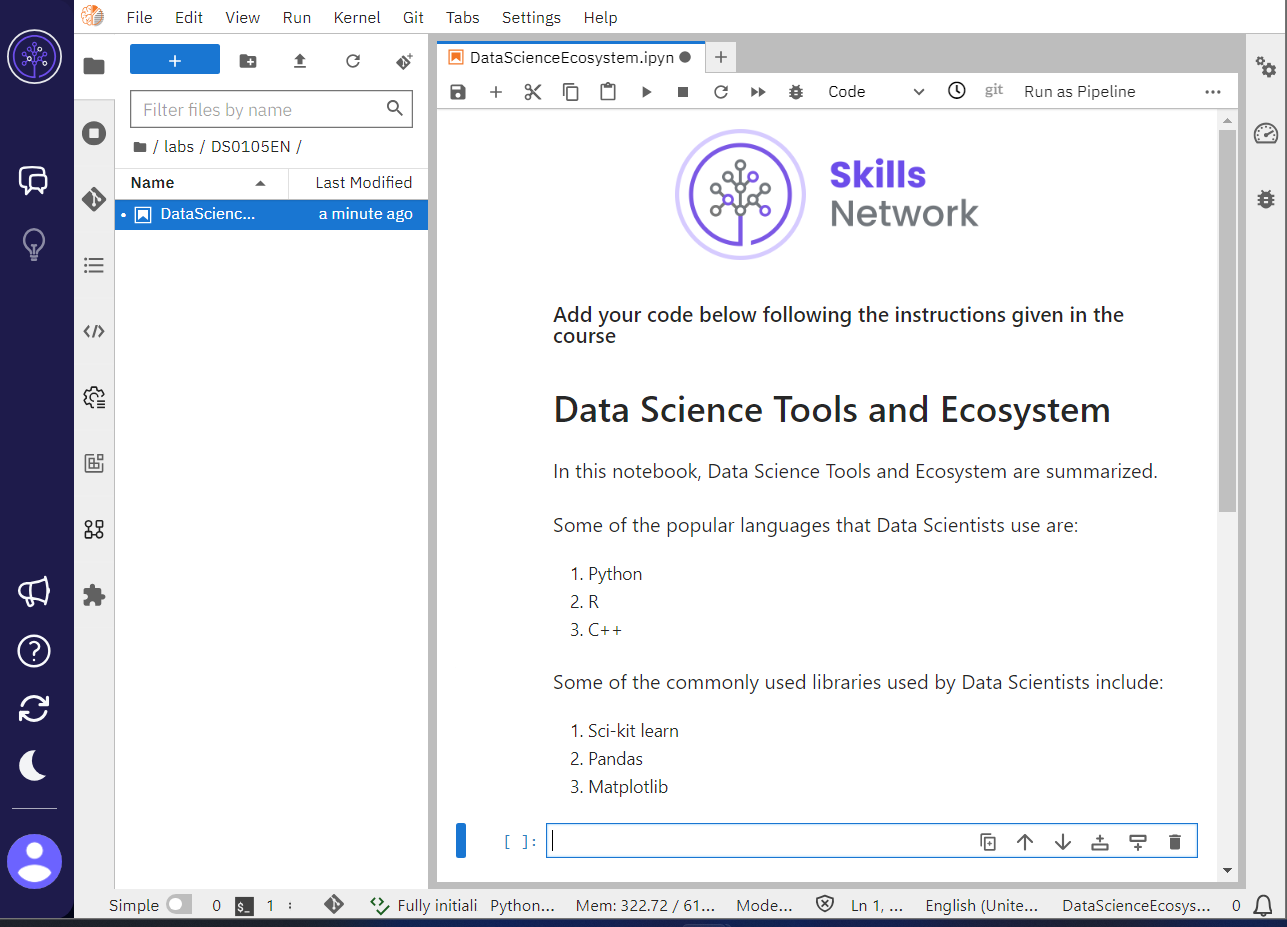 File Edit View Run Kernel Git Tabs Settings Help
+
Filter files by name
/ labs / DS0105EN /
Name Last Modified
DataScienc... a minute ago
DataScienceEcosystem.ipyn
Code git Run as Pipeline
Skills
Network
Add your code below following the instructions given in the
course
Data Science Tools and Ecosystem
In this notebook, Data Science Tools and Ecosystem are summarized.
Some of the popular languages that Data Scientists use are:
1. Python
2. R
3. C++
Some of the commonly used libraries used by Data Scientists include:
1. Sci-kit learn
2. Pandas
3. Matplotlib
[ ]:
Simple 0 $_ 1 : Fully initiali Python... Mem: 322.72 / 61... Mode... Ln 1, ... English (Unite... DataScienceEcosys... 0